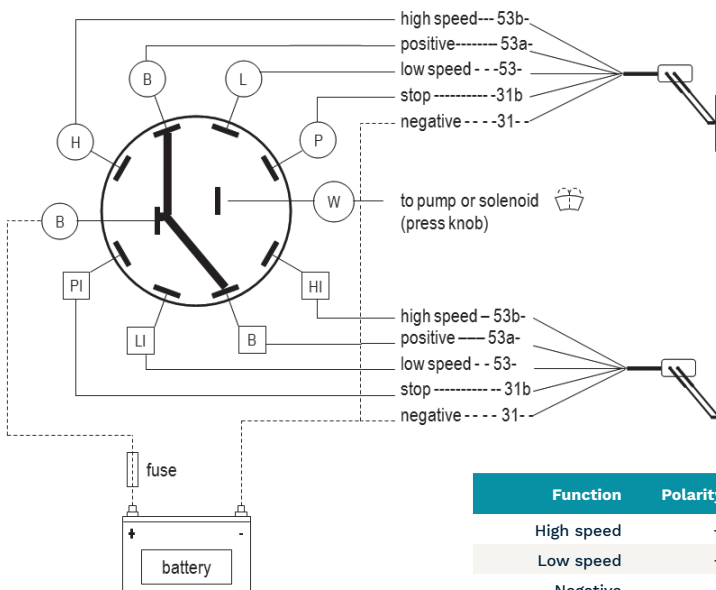 high speed--- 53b-
positive-------- 53a-
low speed - - -53-
stop ----------31b
negative - - - -31- -
B
L
H
P
B
W
to pump or solenoid
(press knob)
PI
HI
LI
B
high speed – 53b-
positive –– 53a-
low speed - - 53-
stop ---------- 31b
negative - - - - 31- -
fuse
+ -
battery
Function Polarity
High speed
Low speed
Negative